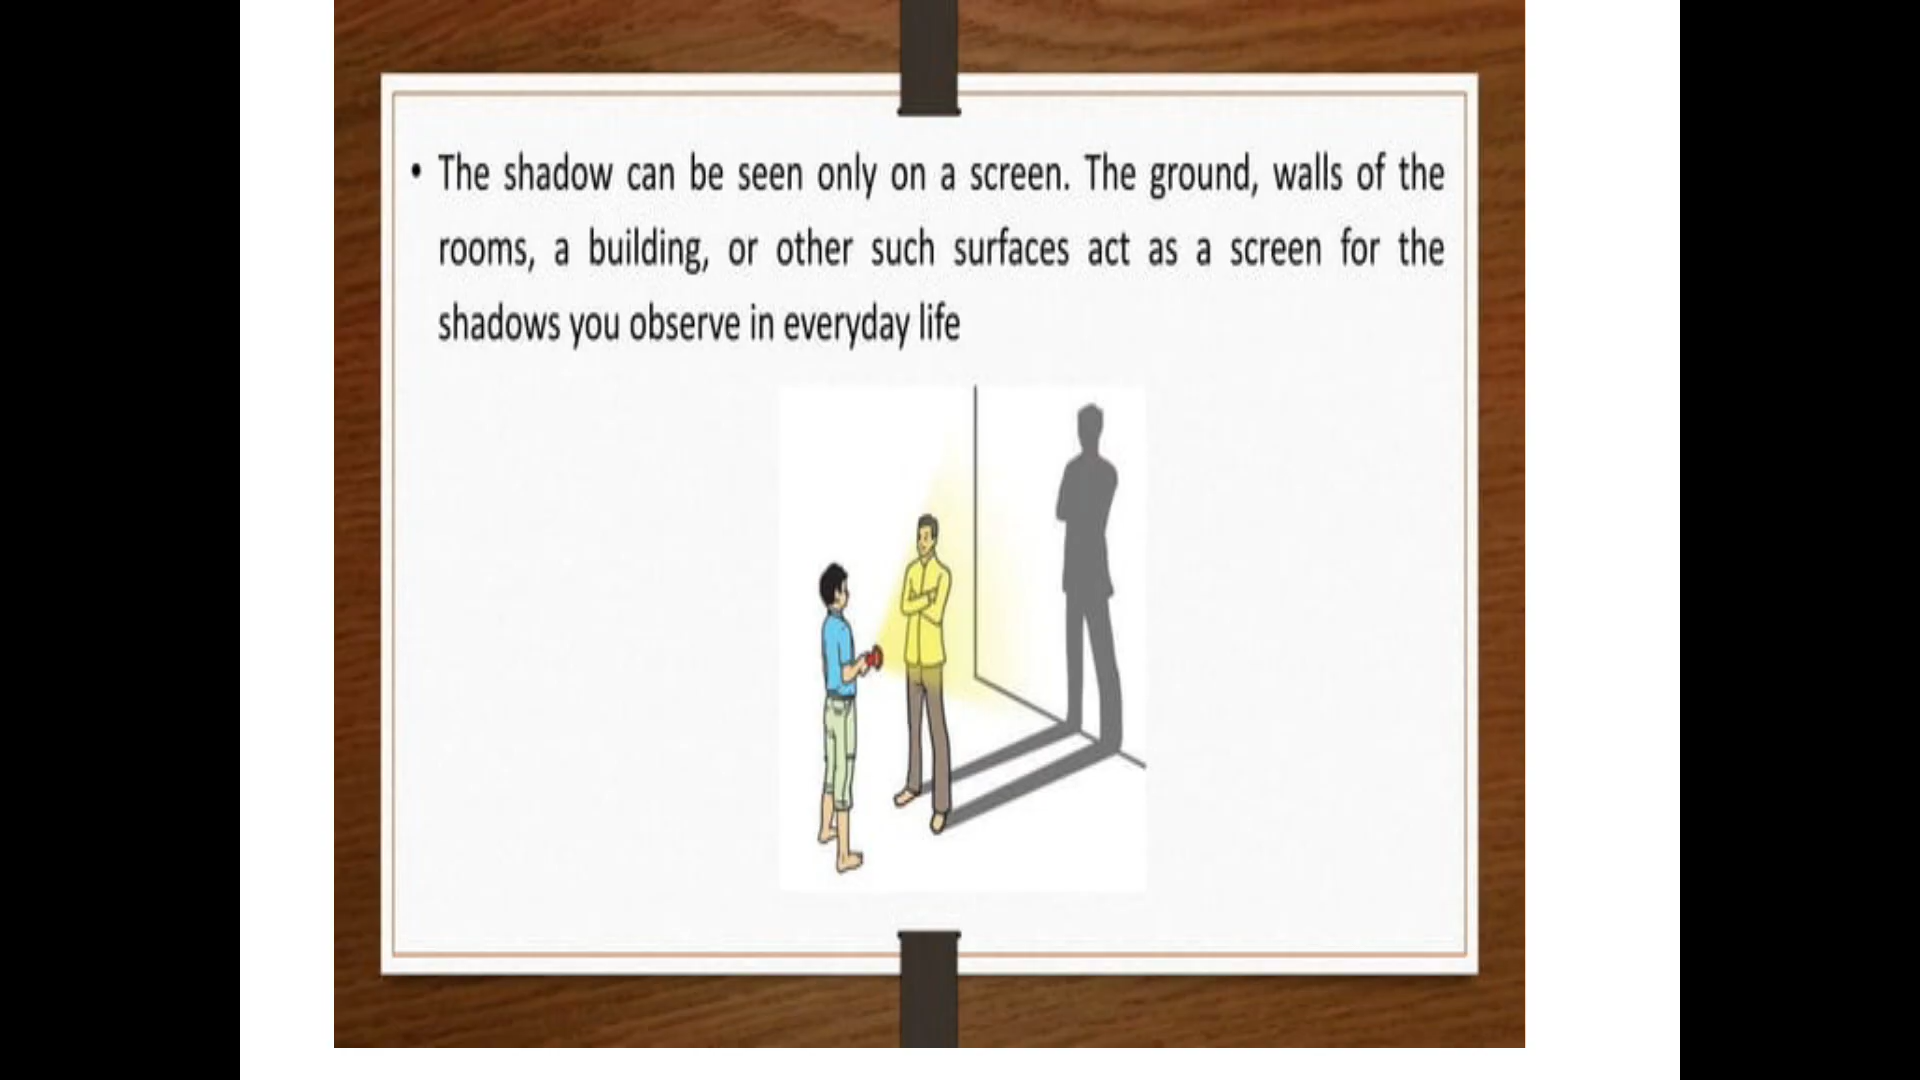 • The shadow can be seen only on a screen. The ground, walls of the
rooms, a building, or other such surfaces act as a screen for the
shadows you observe in everyday life